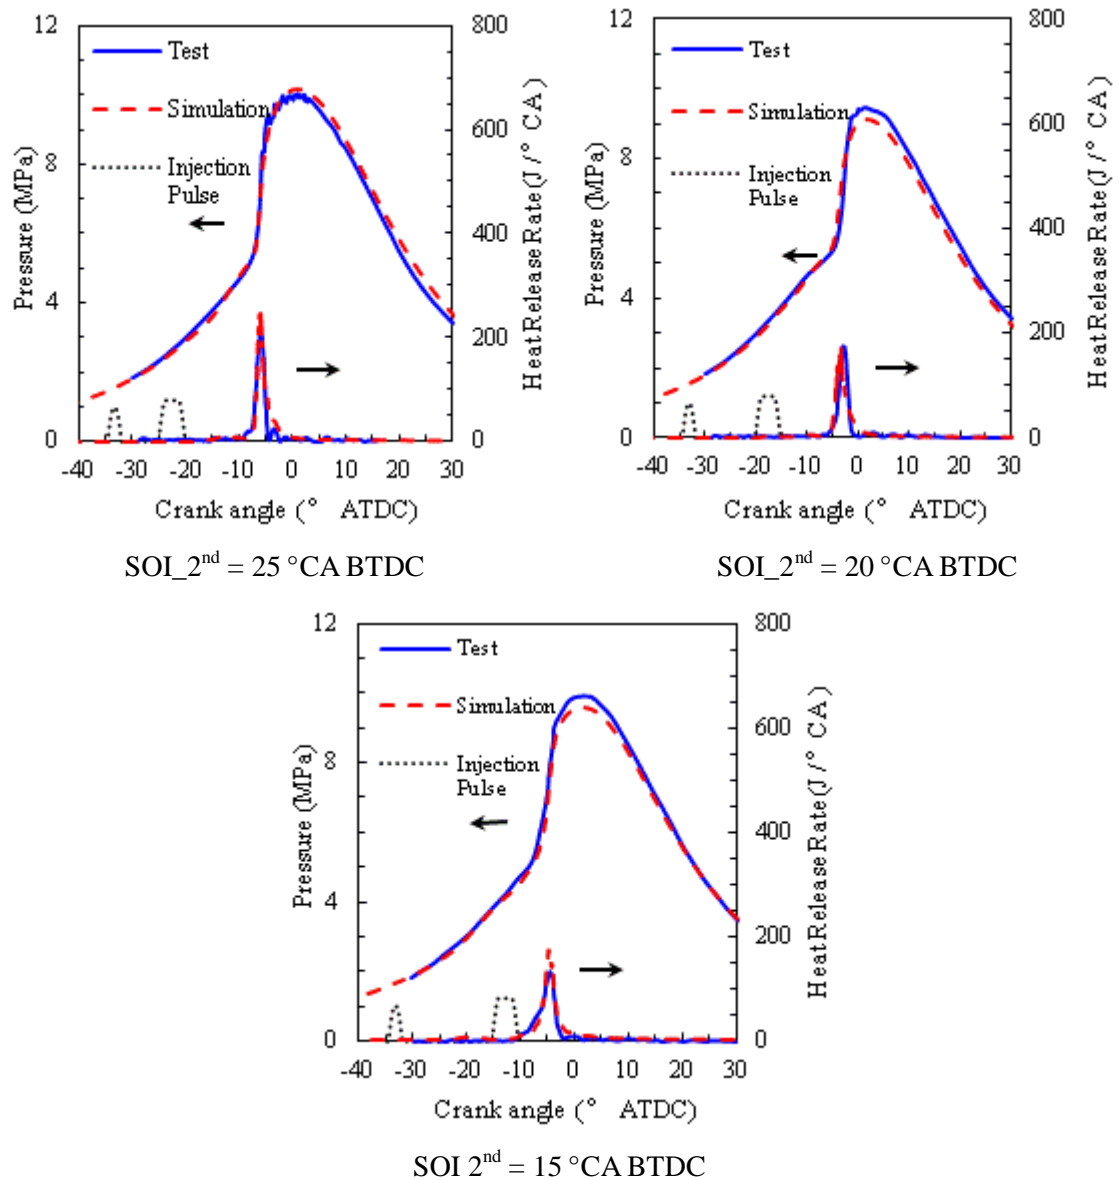 12
800
Test
Simulation
600
Injection
Pulse
8
400
4
200
0
0
-40
-30
-20
-10
0
10
20
30
Pressure (MPa)
Heat Release Rate (J /° CA)
Crank angle (° ATDC)
SOI_2nd = 25 °CA BTDC
12
800
Test
Simulation
600
Injection
Pulse
8
400
4
200
0
0
-40
-30
-20
-10
0
10
20
30
Pressure (MPa)
Heat Release Rate (J /° CA)
Crank angle (° ATDC)
SOI_2nd = 20 °CA BTDC
12
800
Test
Simulation
600
Injection
Pulse
8
400
4
200
0
0
-40
-30
-20
-10
0
10
20
30
Pressure (MPa)
Heat Release Rate (J /° CA)
Crank angle (° ATDC)
SOI 2nd = 15 °CA BTDC